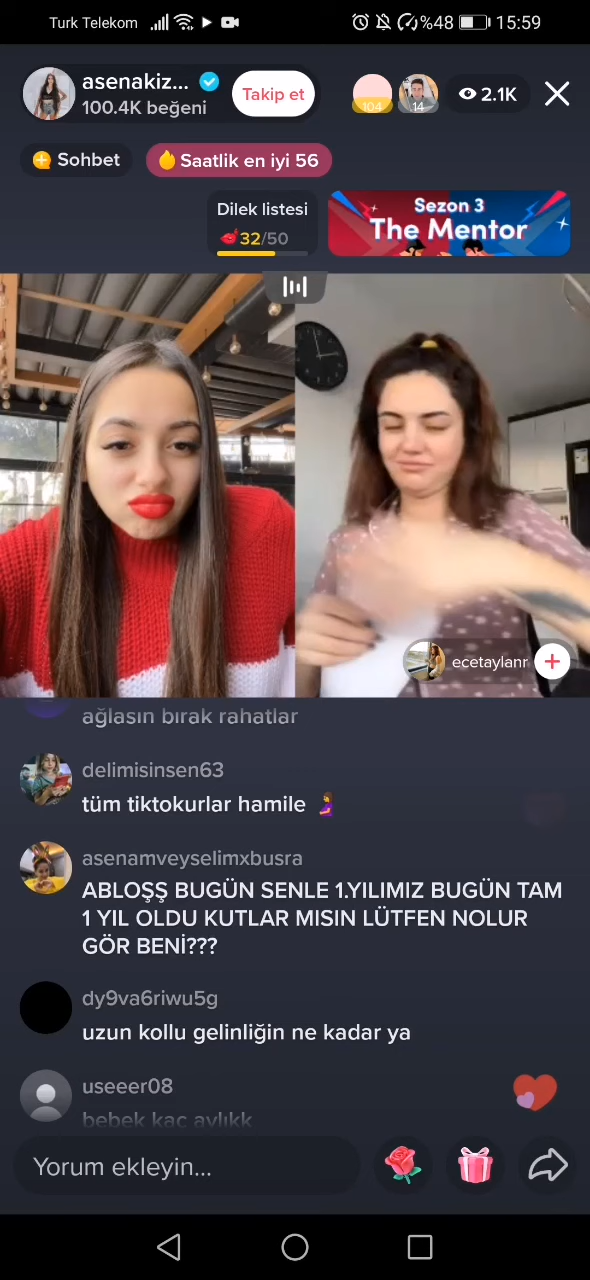 Turk Telekom
%48
15:59
asenakiz...
100.4K beğeni
Takip et
104
14
2.1K
Sohbet
Saatlik en iyi 56
Dilek listesi
32/50
Sezon 3
The Mentor
ecetaylanr
ağlasın bırak rahatlar
delimisinsen63
tüm tiktokurlar hamile 🤰
asenamveyselimxbusra
ABLOŞŞ BUGÜN SENLE 1.YILIMIZ BUGÜN TAM
1 YIL OLDU KUTLAR MISIN LÜTFEN NOLUR
GÖR BENİ???
dy9va6riwu5g
uzun kollu gelinliğin ne kadar ya
useeer08
bebek kaç aylıkk
Yorum ekleyin...